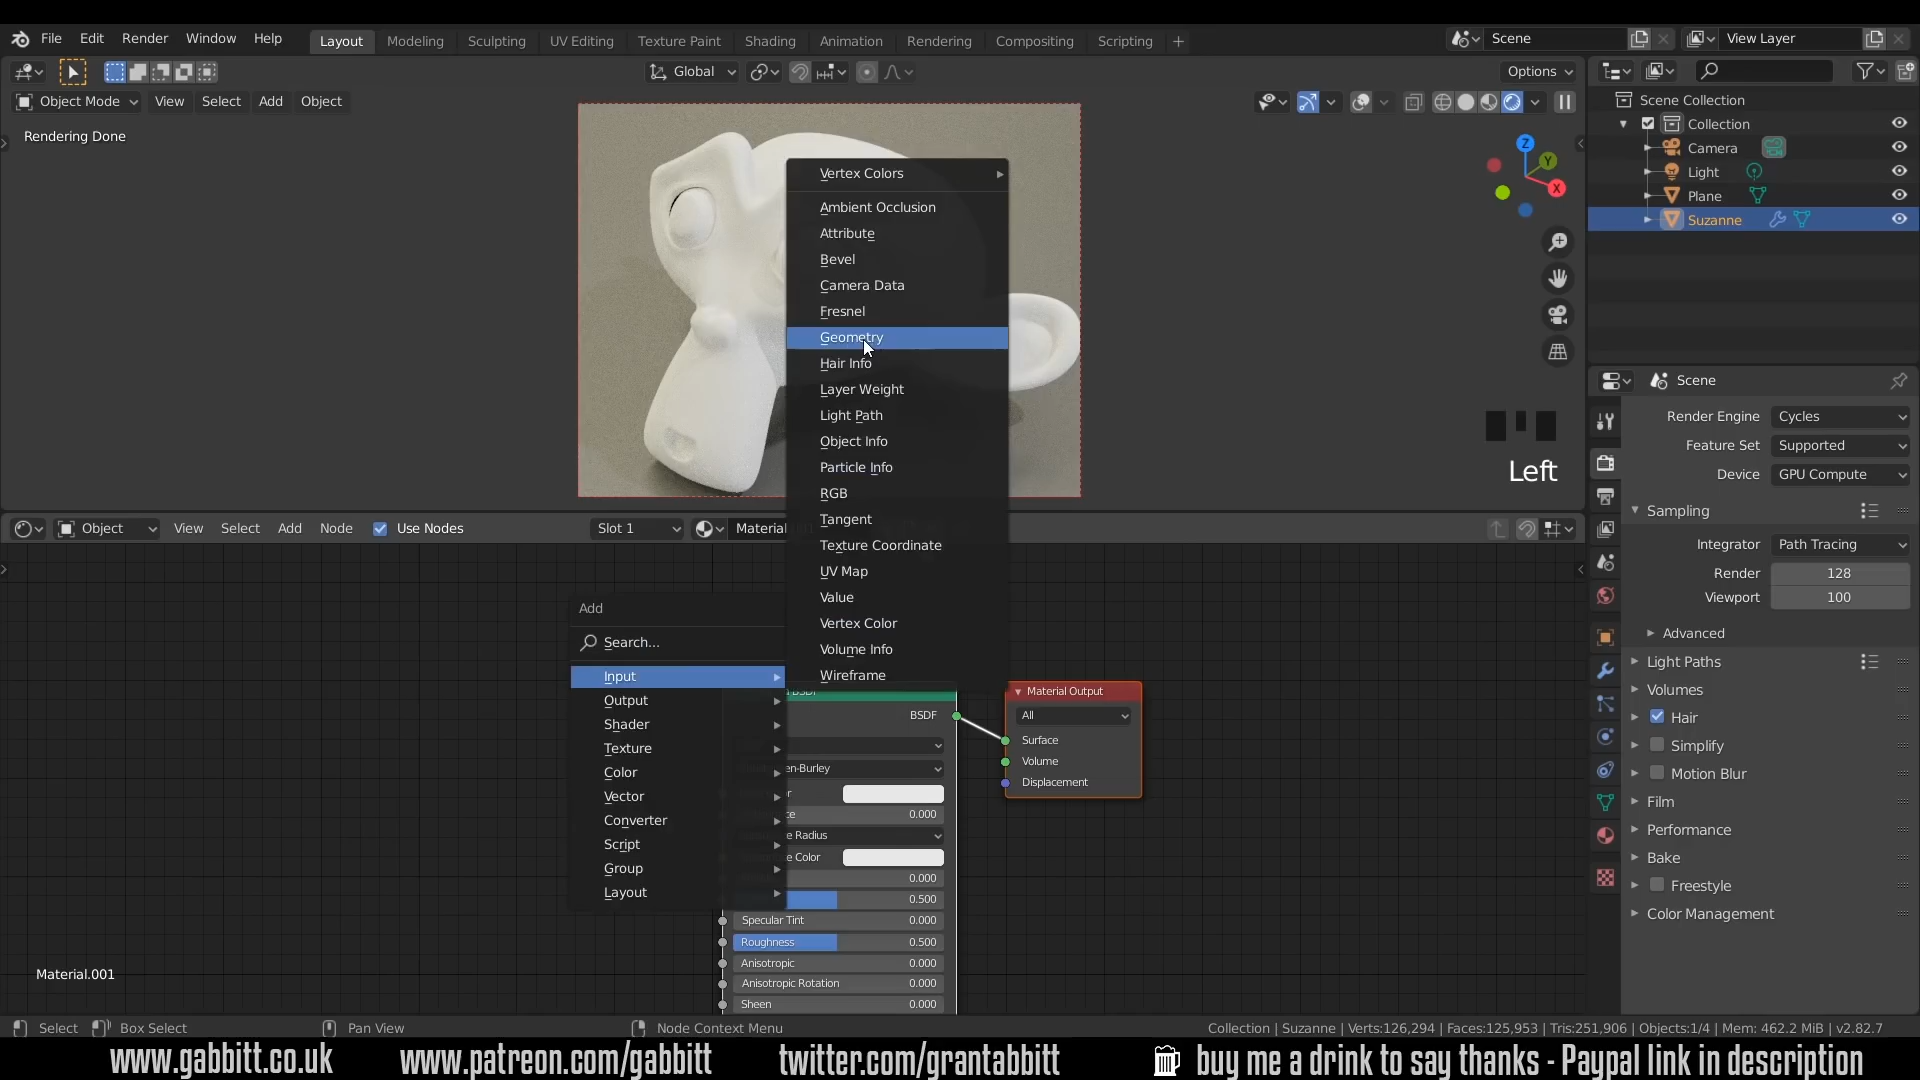 File Edit Render Window Help
Layout Modeling Sculpting UV Editing Texture Paint Shading Animation Rendering Compositing Scripting +
Scene
View Layer
Global
Options
Object Mode View Select Add Object
Rendering Done
Z
Y
X
Scene Collection
Collection
Camera
Light
Plane
Suzanne
Vertex Colors
Ambient Occlusion
Attribute
Bevel
Camera Data
Fresnel
Geometry
Hair Info
Layer Weight
Light Path
Object Info
Particle Info
RGB
Tangent
Texture Coordinate
UV Map
Value
Vertex Color
Volume Info
Wireframe
Left
Object View Select Add Node Use Nodes Slot 1
Add
Search...
Input
Output
Shader
Texture
Color
Vector
Converter
Script
Group
Layout
BSDF
0.000
0.000
0.500
Specular Tint 0.000
Roughness 0.500
Anisotropic 0.000
Anisotropic Rotation 0.000
Sheen 0.000
Material Output
All
Surface
Volume
Displacement
Material.001
Scene
Render Engine Cycles
Feature Set Supported
Device GPU Compute
Sampling
Integrator Path Tracing
Render 128
Viewport 100
Advanced
Light Paths
Volumes
Hair
Simplify
Motion Blur
Film
Performance
Bake
Freestyle
Color Management
Select Box Select Pan View Node Context Menu
Collection | Suzanne | Verts:126,294 | Faces:125,953 | Tris:251,906 | Objects:1/4 | Mem: 462.2 MiB | v2.82.7
www.gabbitt.co.uk www.patreon.com/gabbitt twitter.com/grantabbitt buy me a drink to say thanks - Paypal link in description